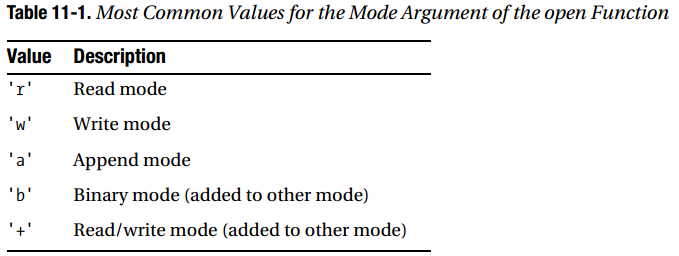 Table 11-1. Most Common Values for the Mode Argument of the open Function
Value Description
'r' Read mode
'w' Write mode
'a' Append mode
'b' Binary mode (added to other mode)
'+' Read/write mode (added to other mode)